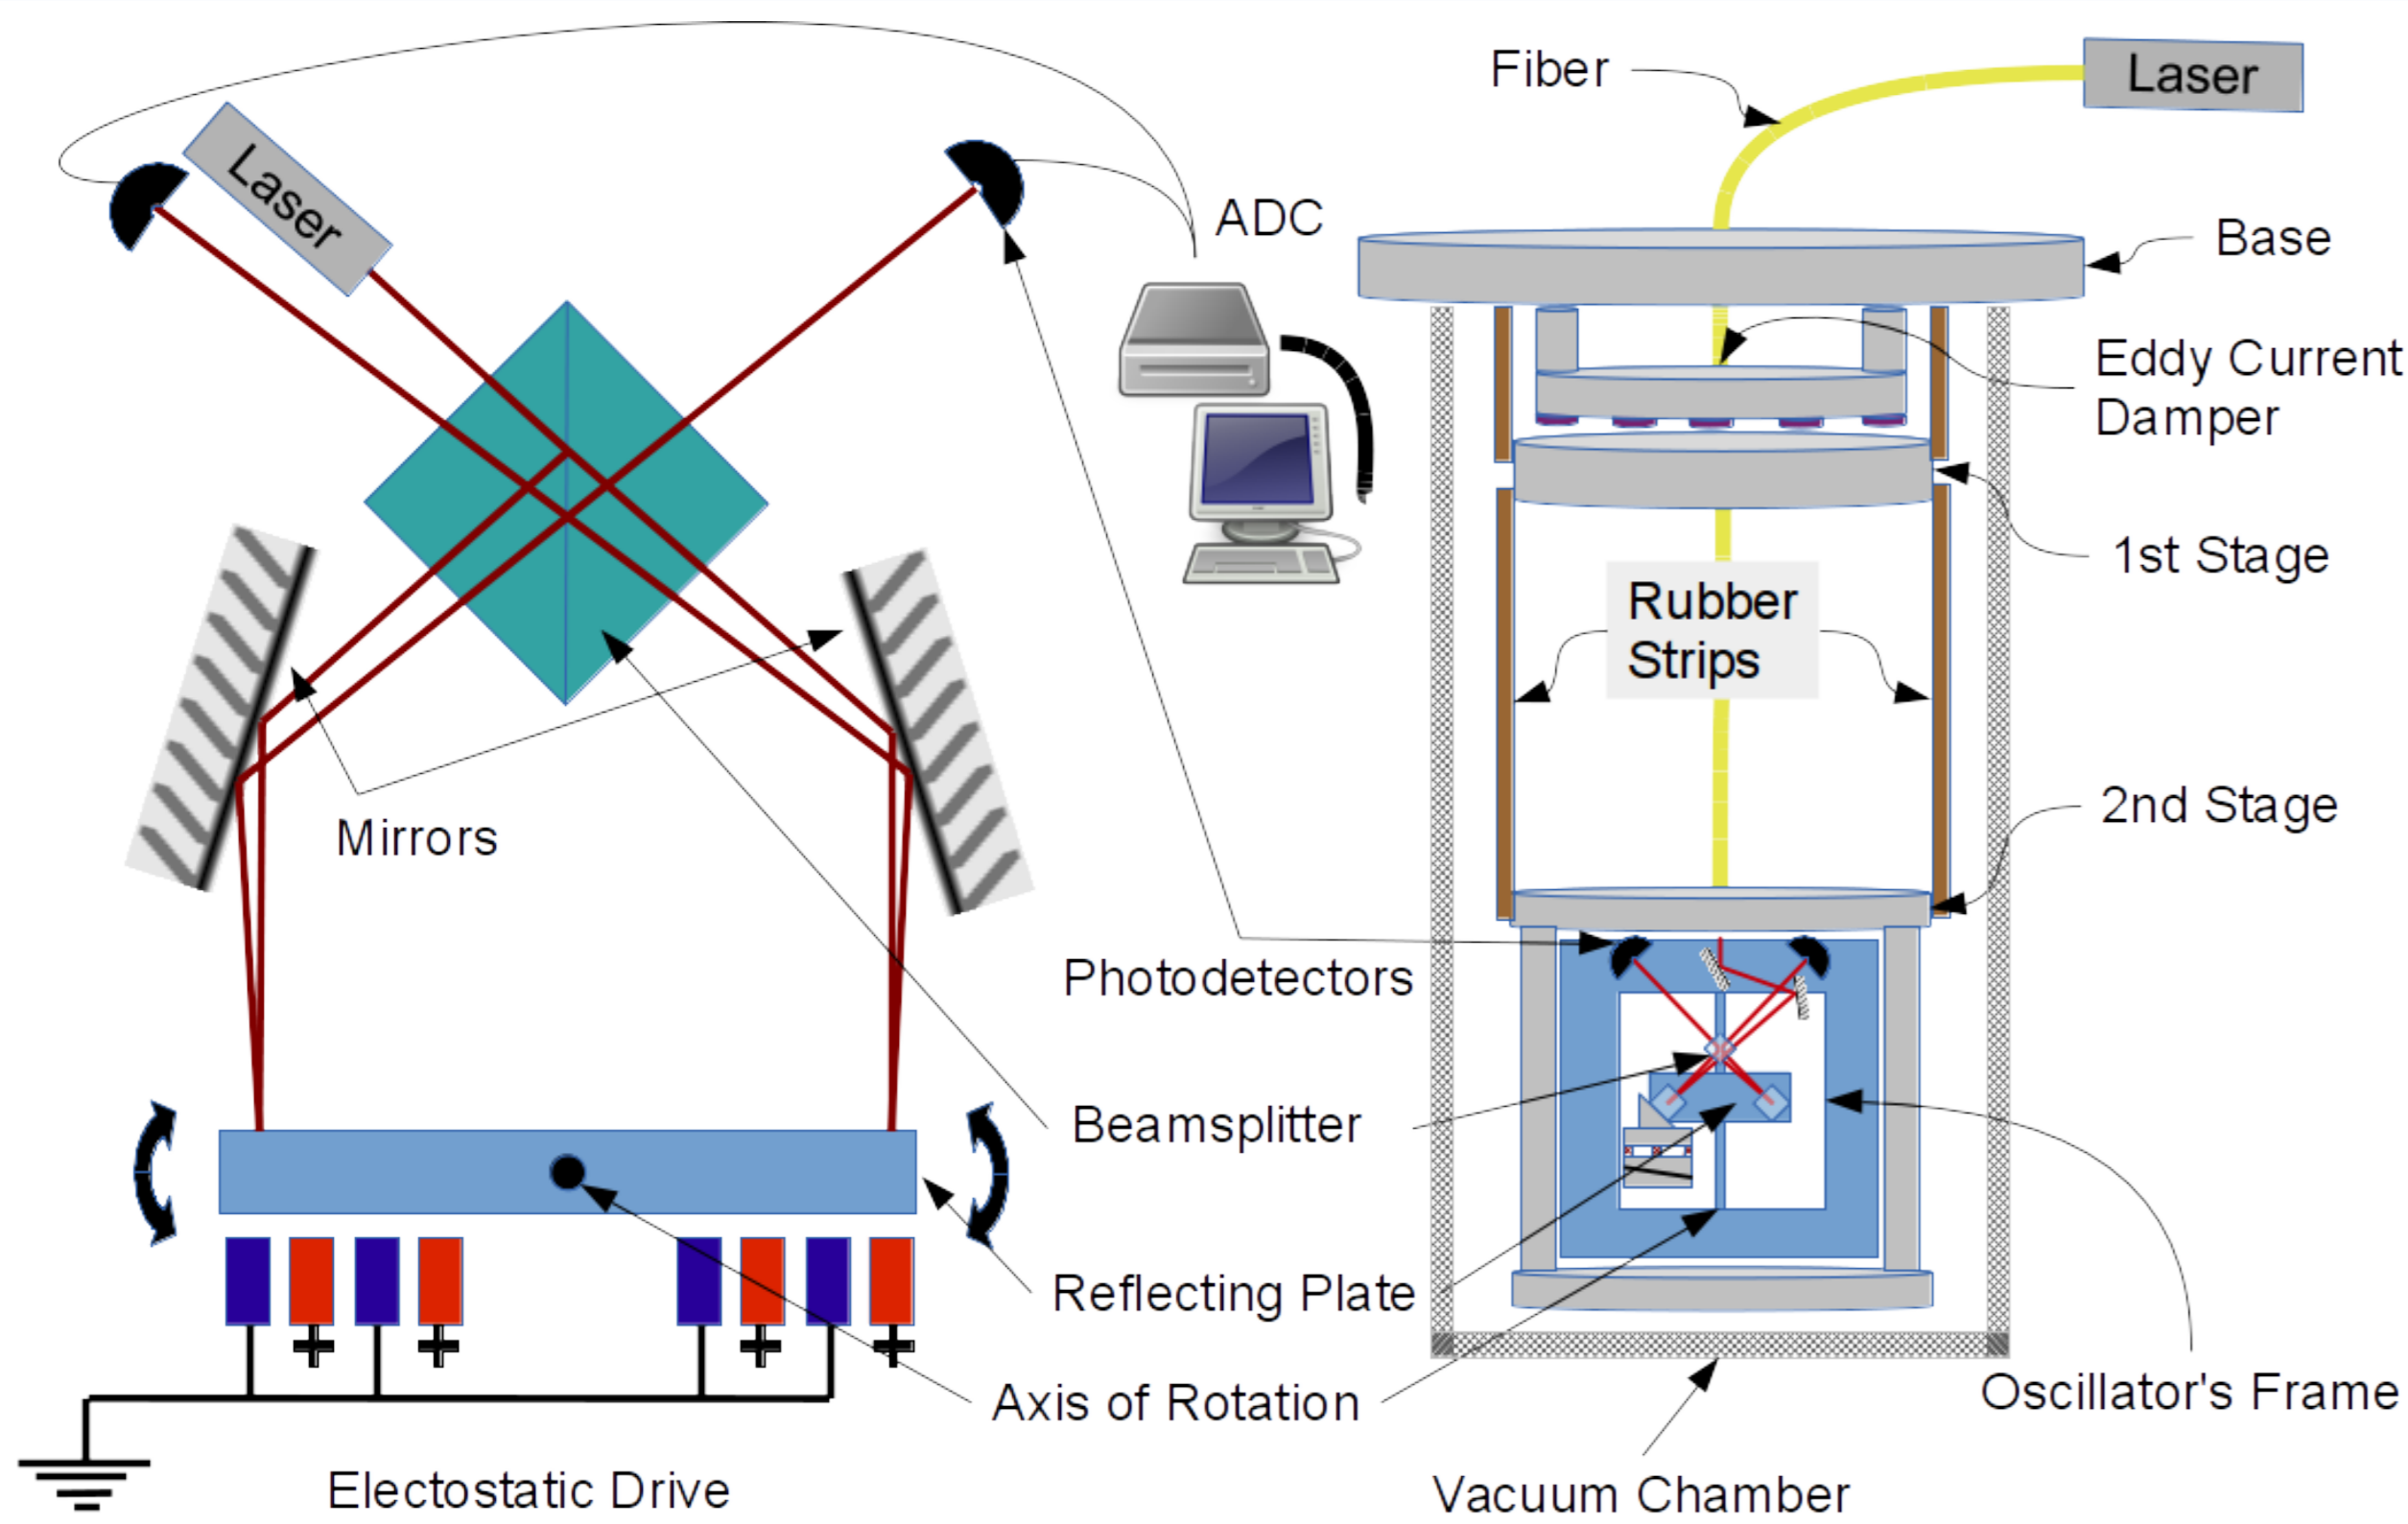 Laser
ADC
Mirrors
Photodetectors
Beamsplitter
Reflecting Plate
Axis of Rotation
Electostatic Drive
Fiber
Laser
Base
Eddy Current
Damper
1st Stage
Rubber
Strips
2nd Stage
Oscillator's Frame
Vacuum Chamber